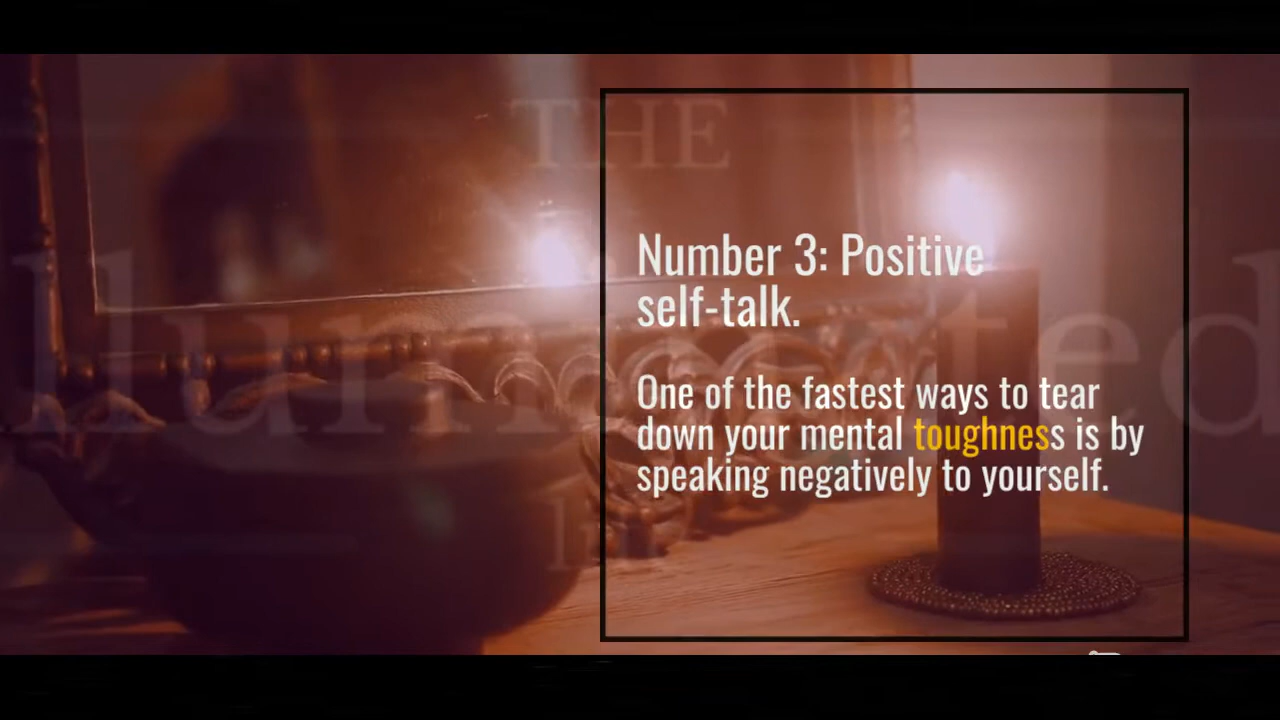 THE
Number 3: Positive
self-talk.
One of the fastest ways to tear
down your mental toughness is by
speaking negatively to yourself.